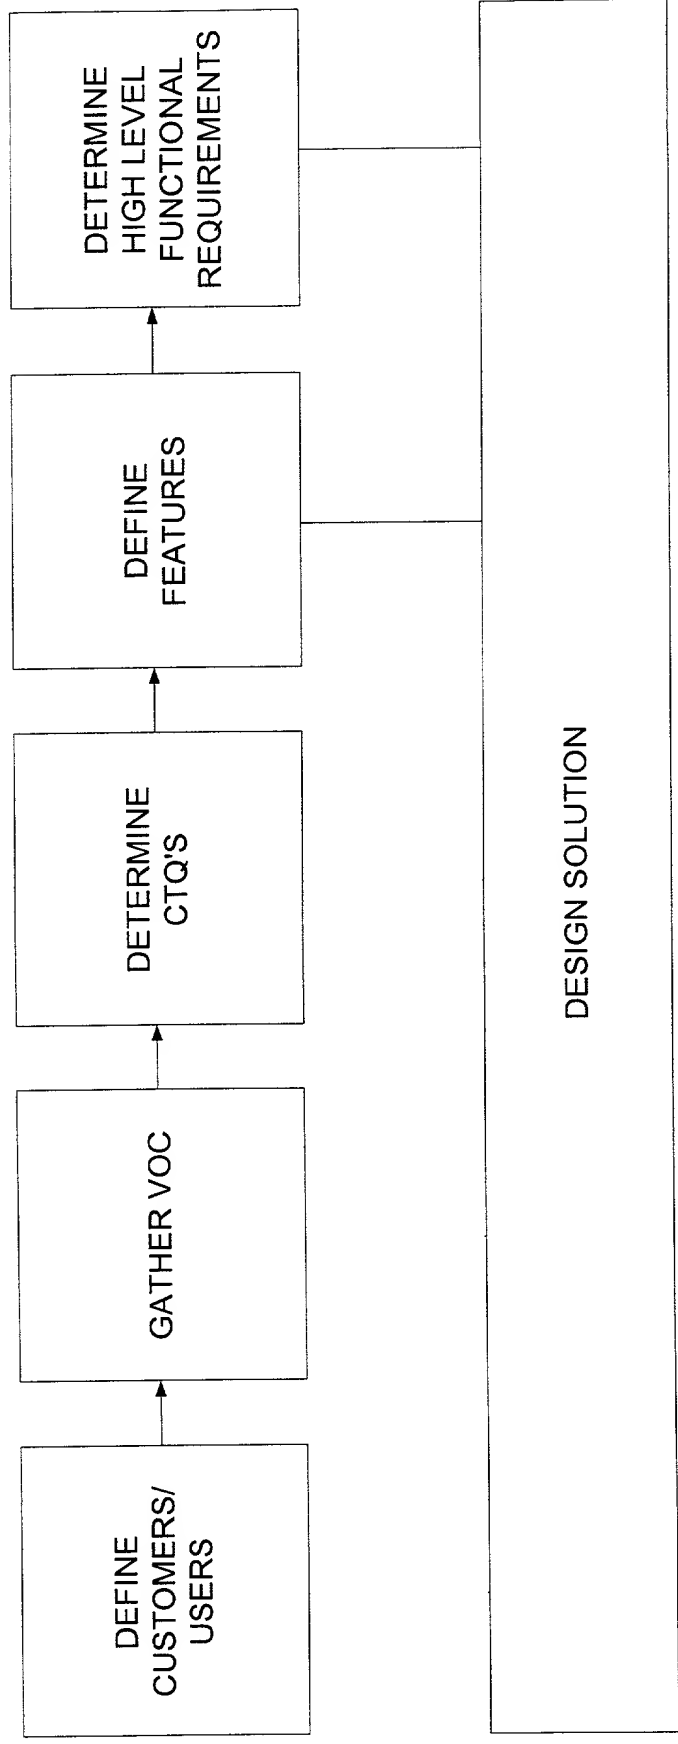 DEFINE
CUSTOMERS/
USERS
GATHER VOC
DETERMINE
CTQ'S
DEFINE
FEATURES
DETERMINE
HIGH LEVEL
FUNCTIONAL
REQUIREMENTS
DESIGN SOLUTION